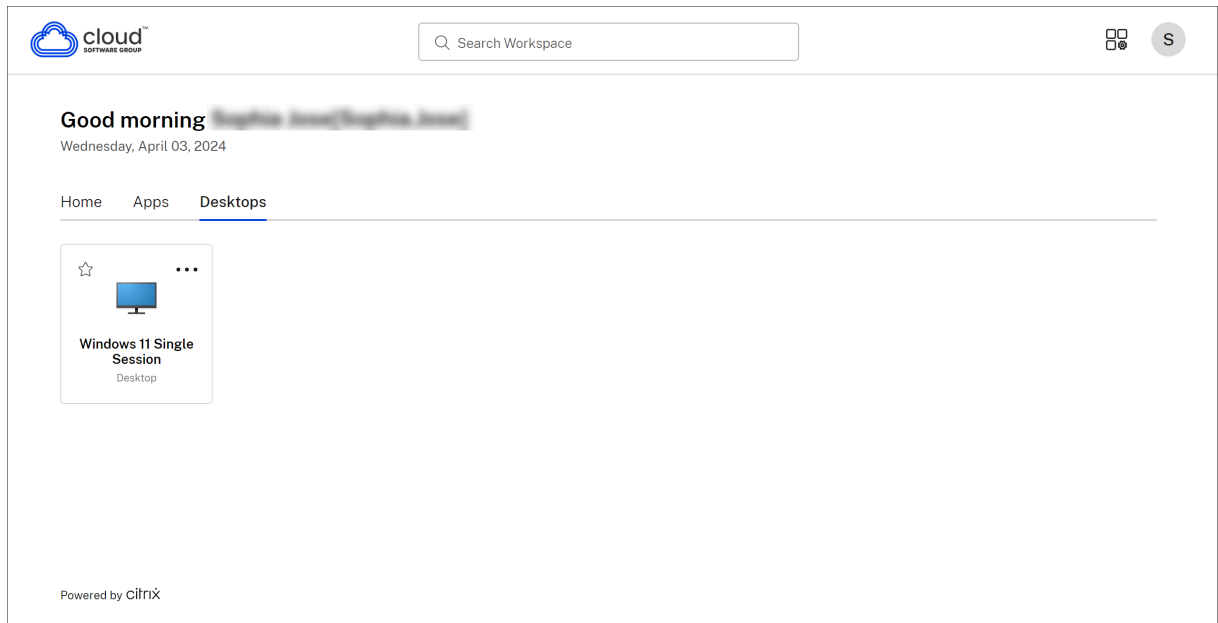 cloud™
SOFTWARE GROUP
Search Workspace
S
Good morning
Wednesday, April 03, 2024
Home Apps Desktops
Windows 11 Single
Session
Desktop
Powered by citrix